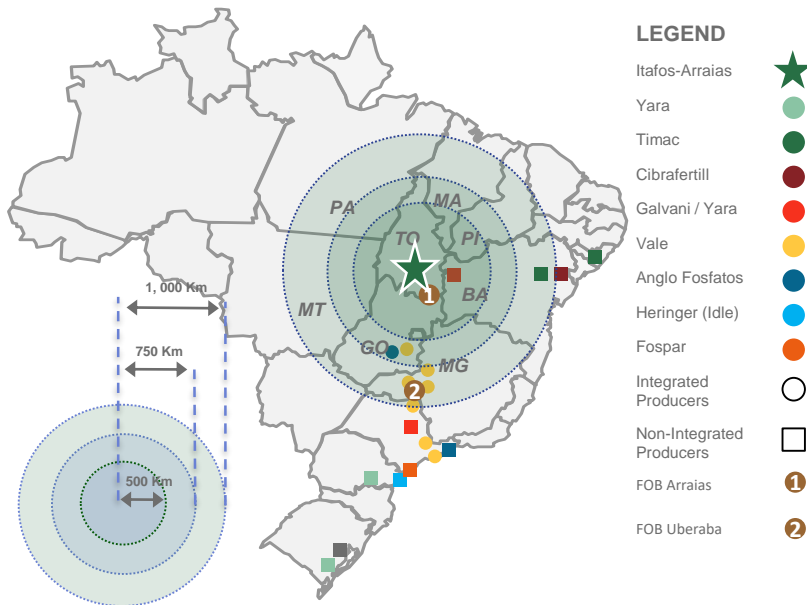 LEGEND
Itafos-Arraias
Yara
Timac
Cibrafertill
Galvani / Yara
Vale
Anglo Fosfatos
Heringer (Idle)
Fospar
Integrated
Producers
Non-Integrated
Producers
FOB Arraias
1
FOB Uberaba
2
PA
MA
TO
PI
1
BA
MT
GO
MG
2
1, 000 Km
750 Km
500 Km